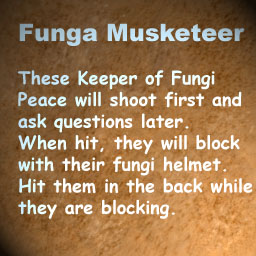 Funga Musketeer
These Keeper of Fungi
Peace will shoot first and
ask questions later.
When hit, they will block
with their fungi helmet.
Hit them in the back while
they are blocking.